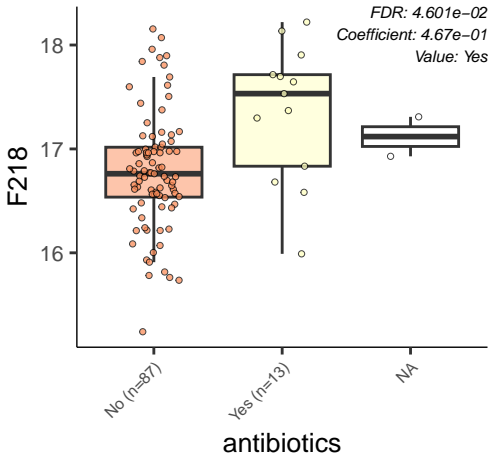 FDR: 4.601e−02
Coefficient: 4.67e−01
Value: Yes
18
17
16
F218
No (n=87)
Yes (n=13)
NA
antibiotics